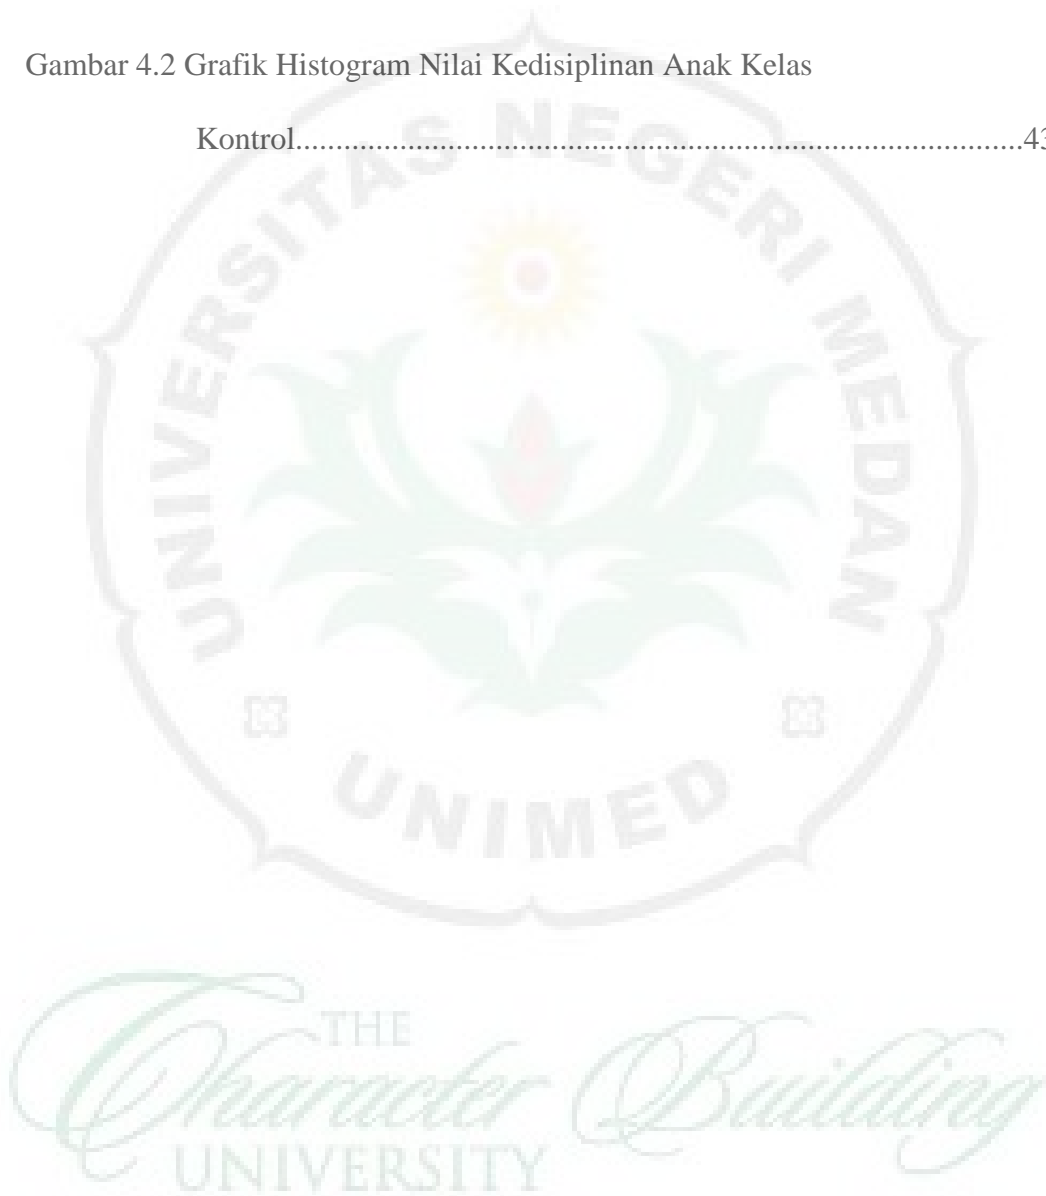 Gambar 4.2 Grafik Histogram Nilai Kedisiplinan Anak Kelas
Kontrol....................................................................................43
UNIVERSITAS NEGERI MEDAN
UNIMED
THE
Character Building
UNIVERSITY